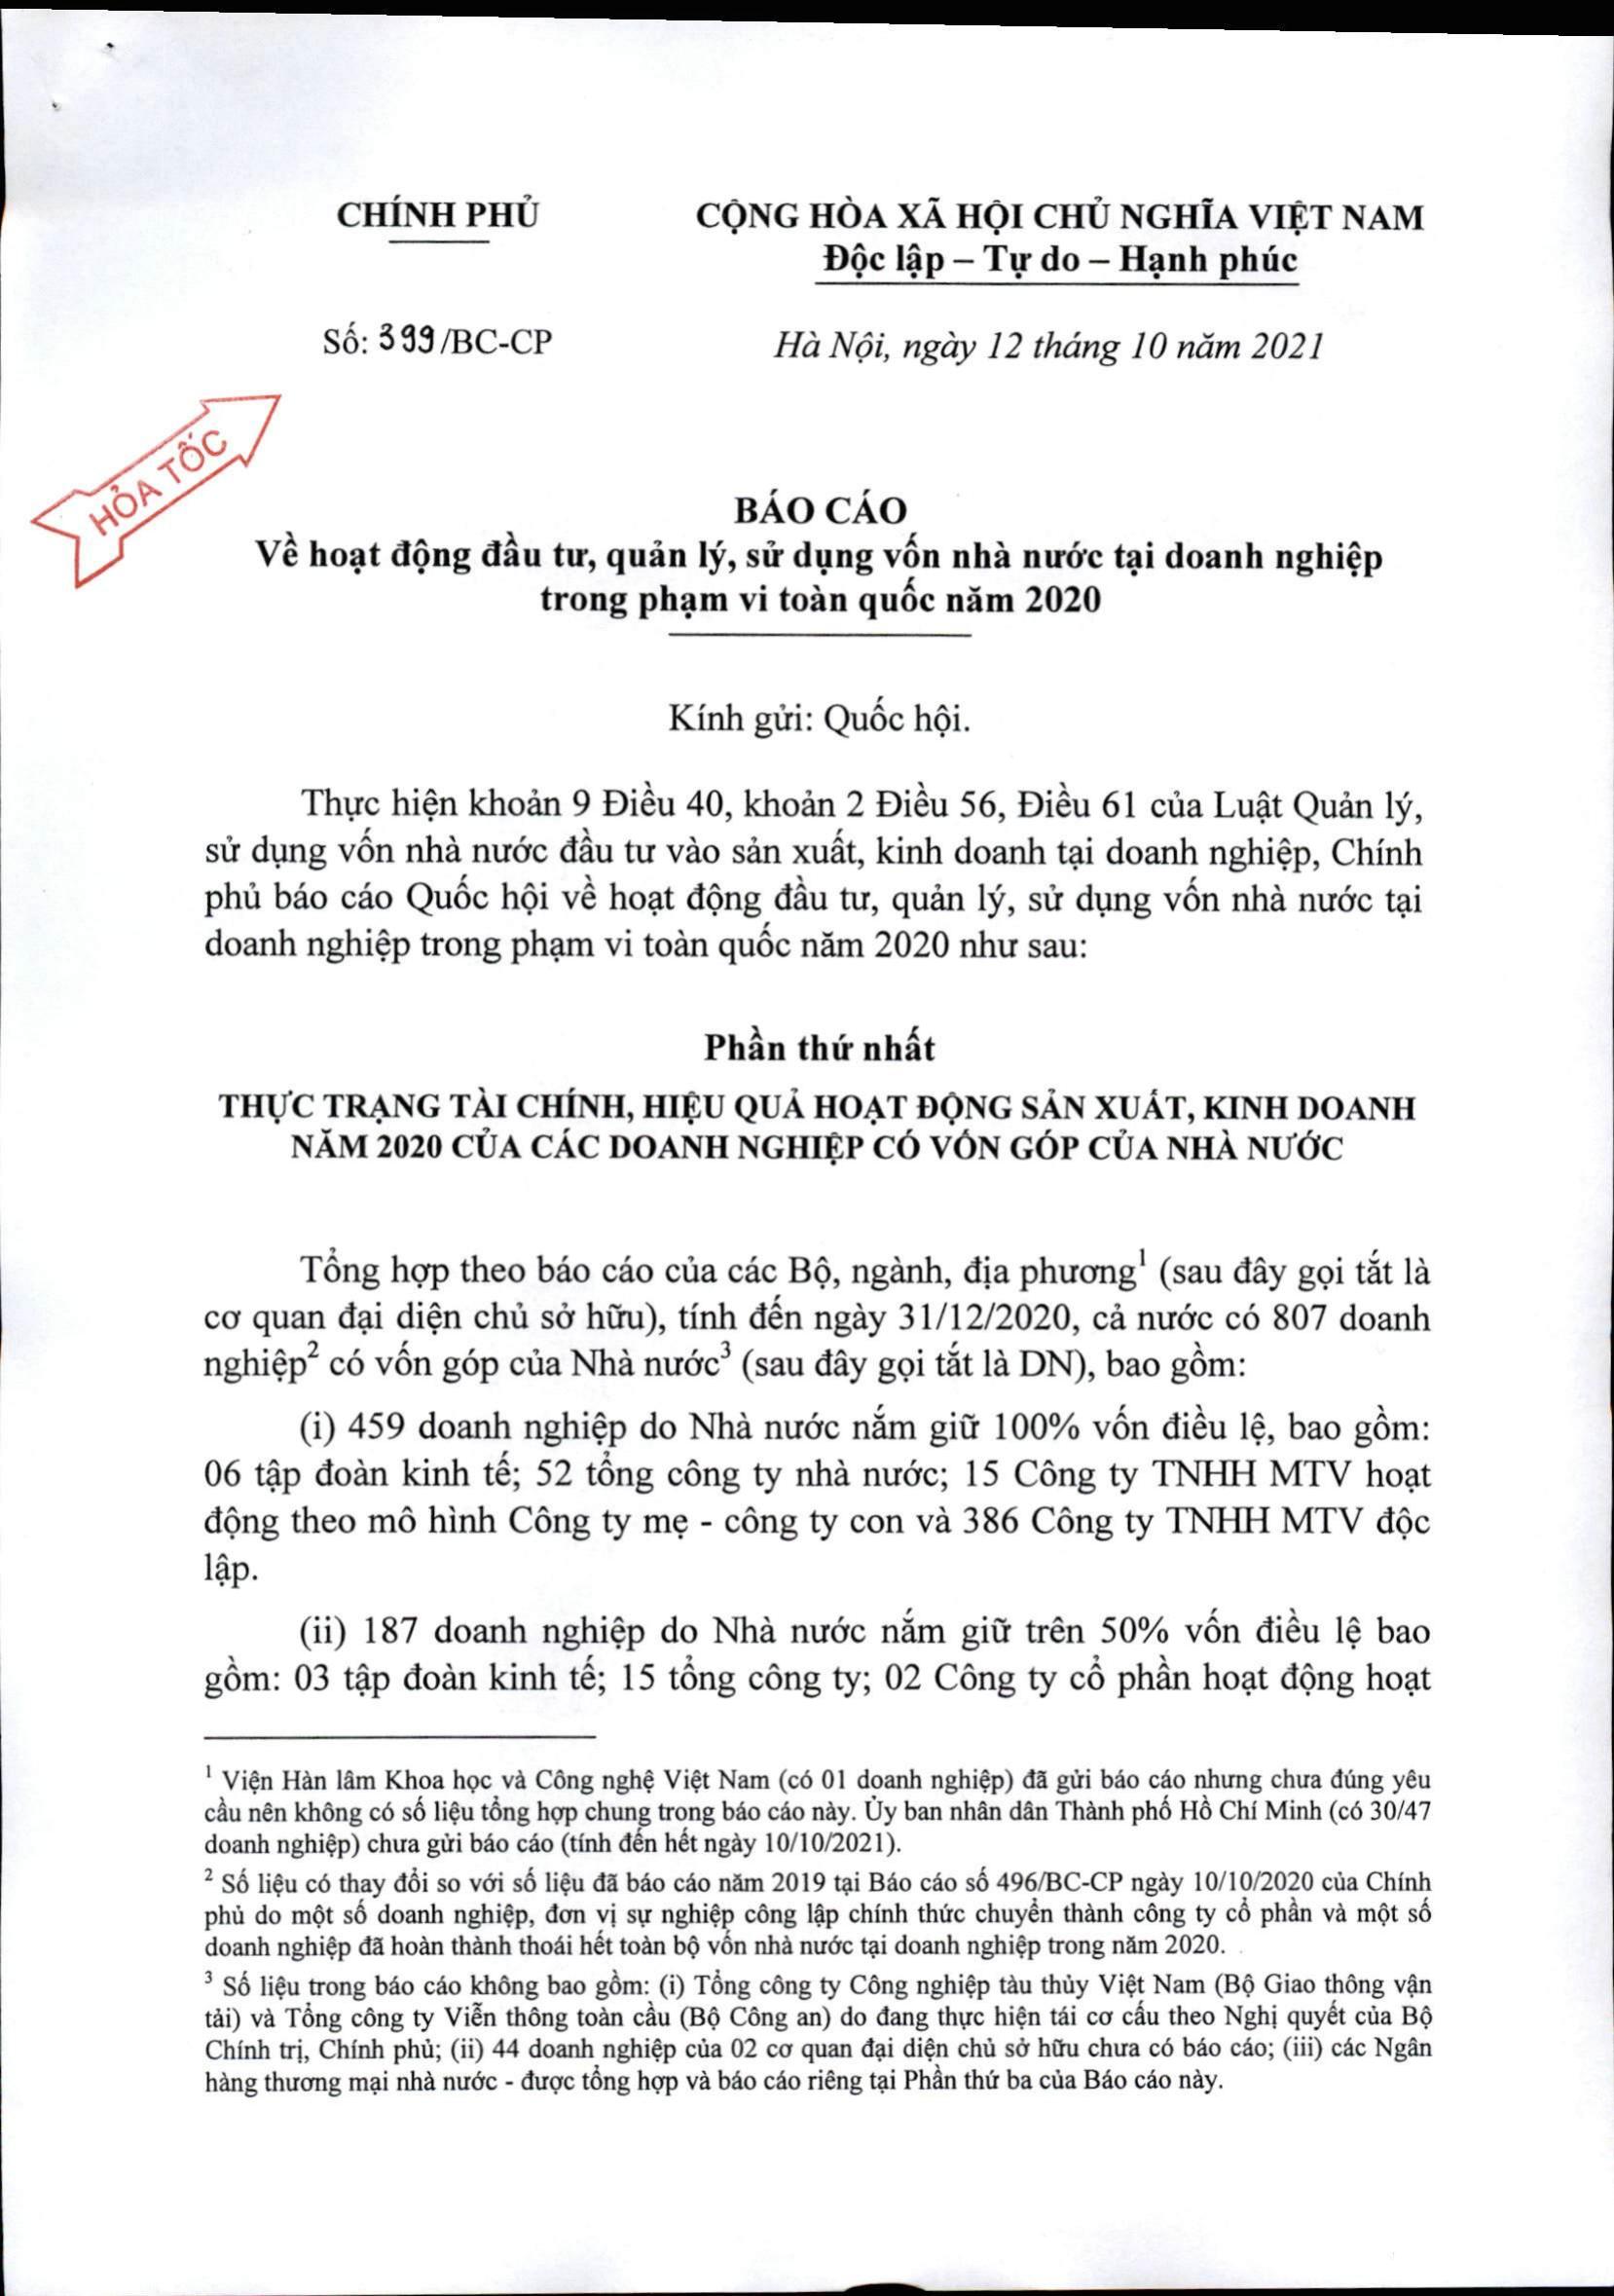 CHÍNH PHỦ
CỘNG HÒA XÃ HỘI CHỦ NGHĨA VIỆT NAM
Độc lập – Tự do – Hạnh phúc
Số: 399/BC-CP
Hà Nội, ngày 12 tháng 10 năm 2021
HỎA TỐC
BÁO CÁO
Về hoạt động đầu tư, quản lý, sử dụng vốn nhà nước tại doanh nghiệp
trong phạm vi toàn quốc năm 2020
Kính gửi: Quốc hội.
Thực hiện khoản 9 Điều 40, khoản 2 Điều 56, Điều 61 của Luật Quản lý,
sử dụng vốn nhà nước đầu tư vào sản xuất, kinh doanh tại doanh nghiệp, Chính
phủ báo cáo Quốc hội về hoạt động đầu tư, quản lý, sử dụng vốn nhà nước tại
doanh nghiệp trong phạm vi toàn quốc năm 2020 như sau:
Phần thứ nhất
THỰC TRẠNG TÀI CHÍNH, HIỆU QUẢ HOẠT ĐỘNG SẢN XUẤT, KINH DOANH
NĂM 2020 CỦA CÁC DOANH NGHIỆP CÓ VỐN GÓP CỦA NHÀ NƯỚC
Tổng hợp theo báo cáo của các Bộ, ngành, địa phương¹ (sau đây gọi tắt là
cơ quan đại diện chủ sở hữu), tính đến ngày 31/12/2020, cả nước có 807 doanh
nghiệp² có vốn góp của Nhà nước³ (sau đây gọi tắt là DN), bao gồm:
(i) 459 doanh nghiệp do Nhà nước nắm giữ 100% vốn điều lệ, bao gồm:
06 tập đoàn kinh tế; 52 tổng công ty nhà nước; 15 Công ty TNHH MTV hoạt
động theo mô hình Công ty mẹ - công ty con và 386 Công ty TNHH MTV độc
lập.
(ii) 187 doanh nghiệp do Nhà nước nắm giữ trên 50% vốn điều lệ bao
gồm: 03 tập đoàn kinh tế; 15 tổng công ty; 02 Công ty cổ phần hoạt động hoạt
¹ Viện Hàn lâm Khoa học và Công nghệ Việt Nam (có 01 doanh nghiệp) đã gửi báo cáo nhưng chưa đúng yêu
cầu nên không có số liệu tổng hợp chung trong báo cáo này. Ủy ban nhân dân Thành phố Hồ Chí Minh (có 30/47
doanh nghiệp) chưa gửi báo cáo (tính đến hết ngày 10/10/2021).
² Số liệu có thay đổi so với số liệu đã báo cáo năm 2019 tại Báo cáo số 496/BC-CP ngày 10/10/2020 của Chính
phủ do một số doanh nghiệp, đơn vị sự nghiệp công lập chính thức chuyển thành công ty cổ phần và một số
doanh nghiệp đã hoàn thành thoái hết toàn bộ vốn nhà nước tại doanh nghiệp trong năm 2020.
³ Số liệu trong báo cáo không bao gồm: (i) Tổng công ty Công nghiệp tàu thủy Việt Nam (Bộ Giao thông vận
tải) và Tổng công ty Viễn thông toàn cầu (Bộ Công an) do đang thực hiện tái cơ cấu theo Nghị quyết của Bộ
Chính trị, Chính phủ; (ii) 44 doanh nghiệp của 02 cơ quan đại diện chủ sở hữu chưa có báo cáo; (iii) các Ngân
hàng thương mại nhà nước - được tổng hợp và báo cáo riêng tại Phần thứ ba của Báo cáo này.